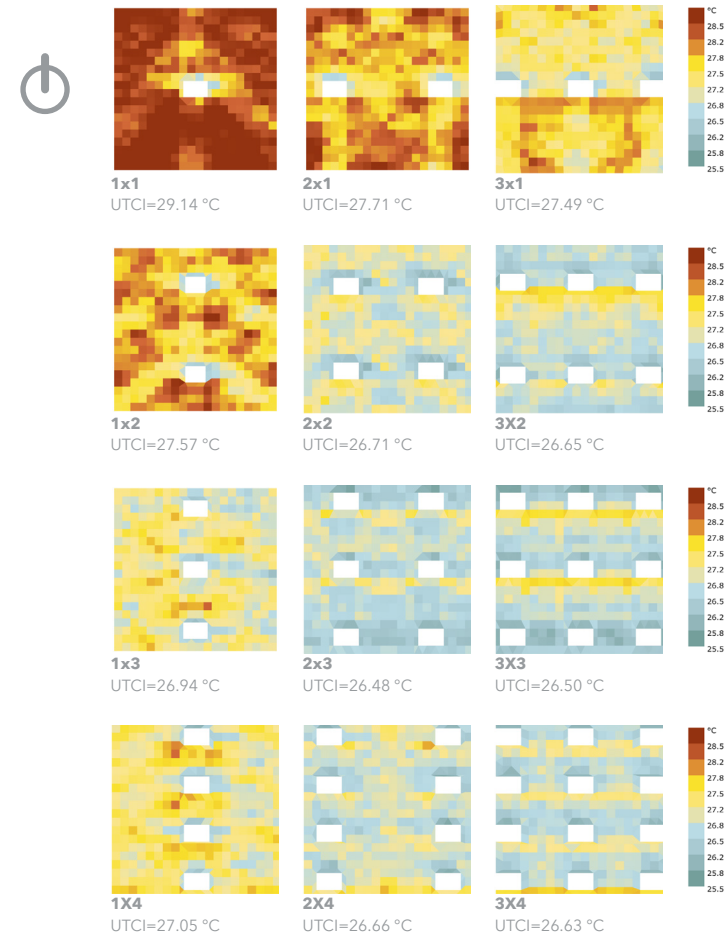 °C
28.5
28.2
27.8
27.5
27.2
26.8
26.5
26.2
25.8
25.5
1x1
2x1
3x1
UTCI=29.14 °C
UTCI=27.71 °C
UTCI=27.49 °C
°C
28.5
28.2
27.8
27.5
27.2
26.8
26.5
26.2
25.8
25.5
1x2
2x2
3X2
UTCI=27.57 °C
UTCI=26.71 °C
UTCI=26.65 °C
°C
28.5
28.2
27.8
27.5
27.2
26.8
26.5
26.2
25.8
25.5
1x3
2x3
3X3
UTCI=26.94 °C
UTCI=26.48 °C
UTCI=26.50 °C
°C
28.5
28.2
27.8
27.5
27.2
26.8
26.5
26.2
25.8
25.5
1X4
2X4
3X4
UTCI=27.05 °C
UTCI=26.66 °C
UTCI=26.63 °C